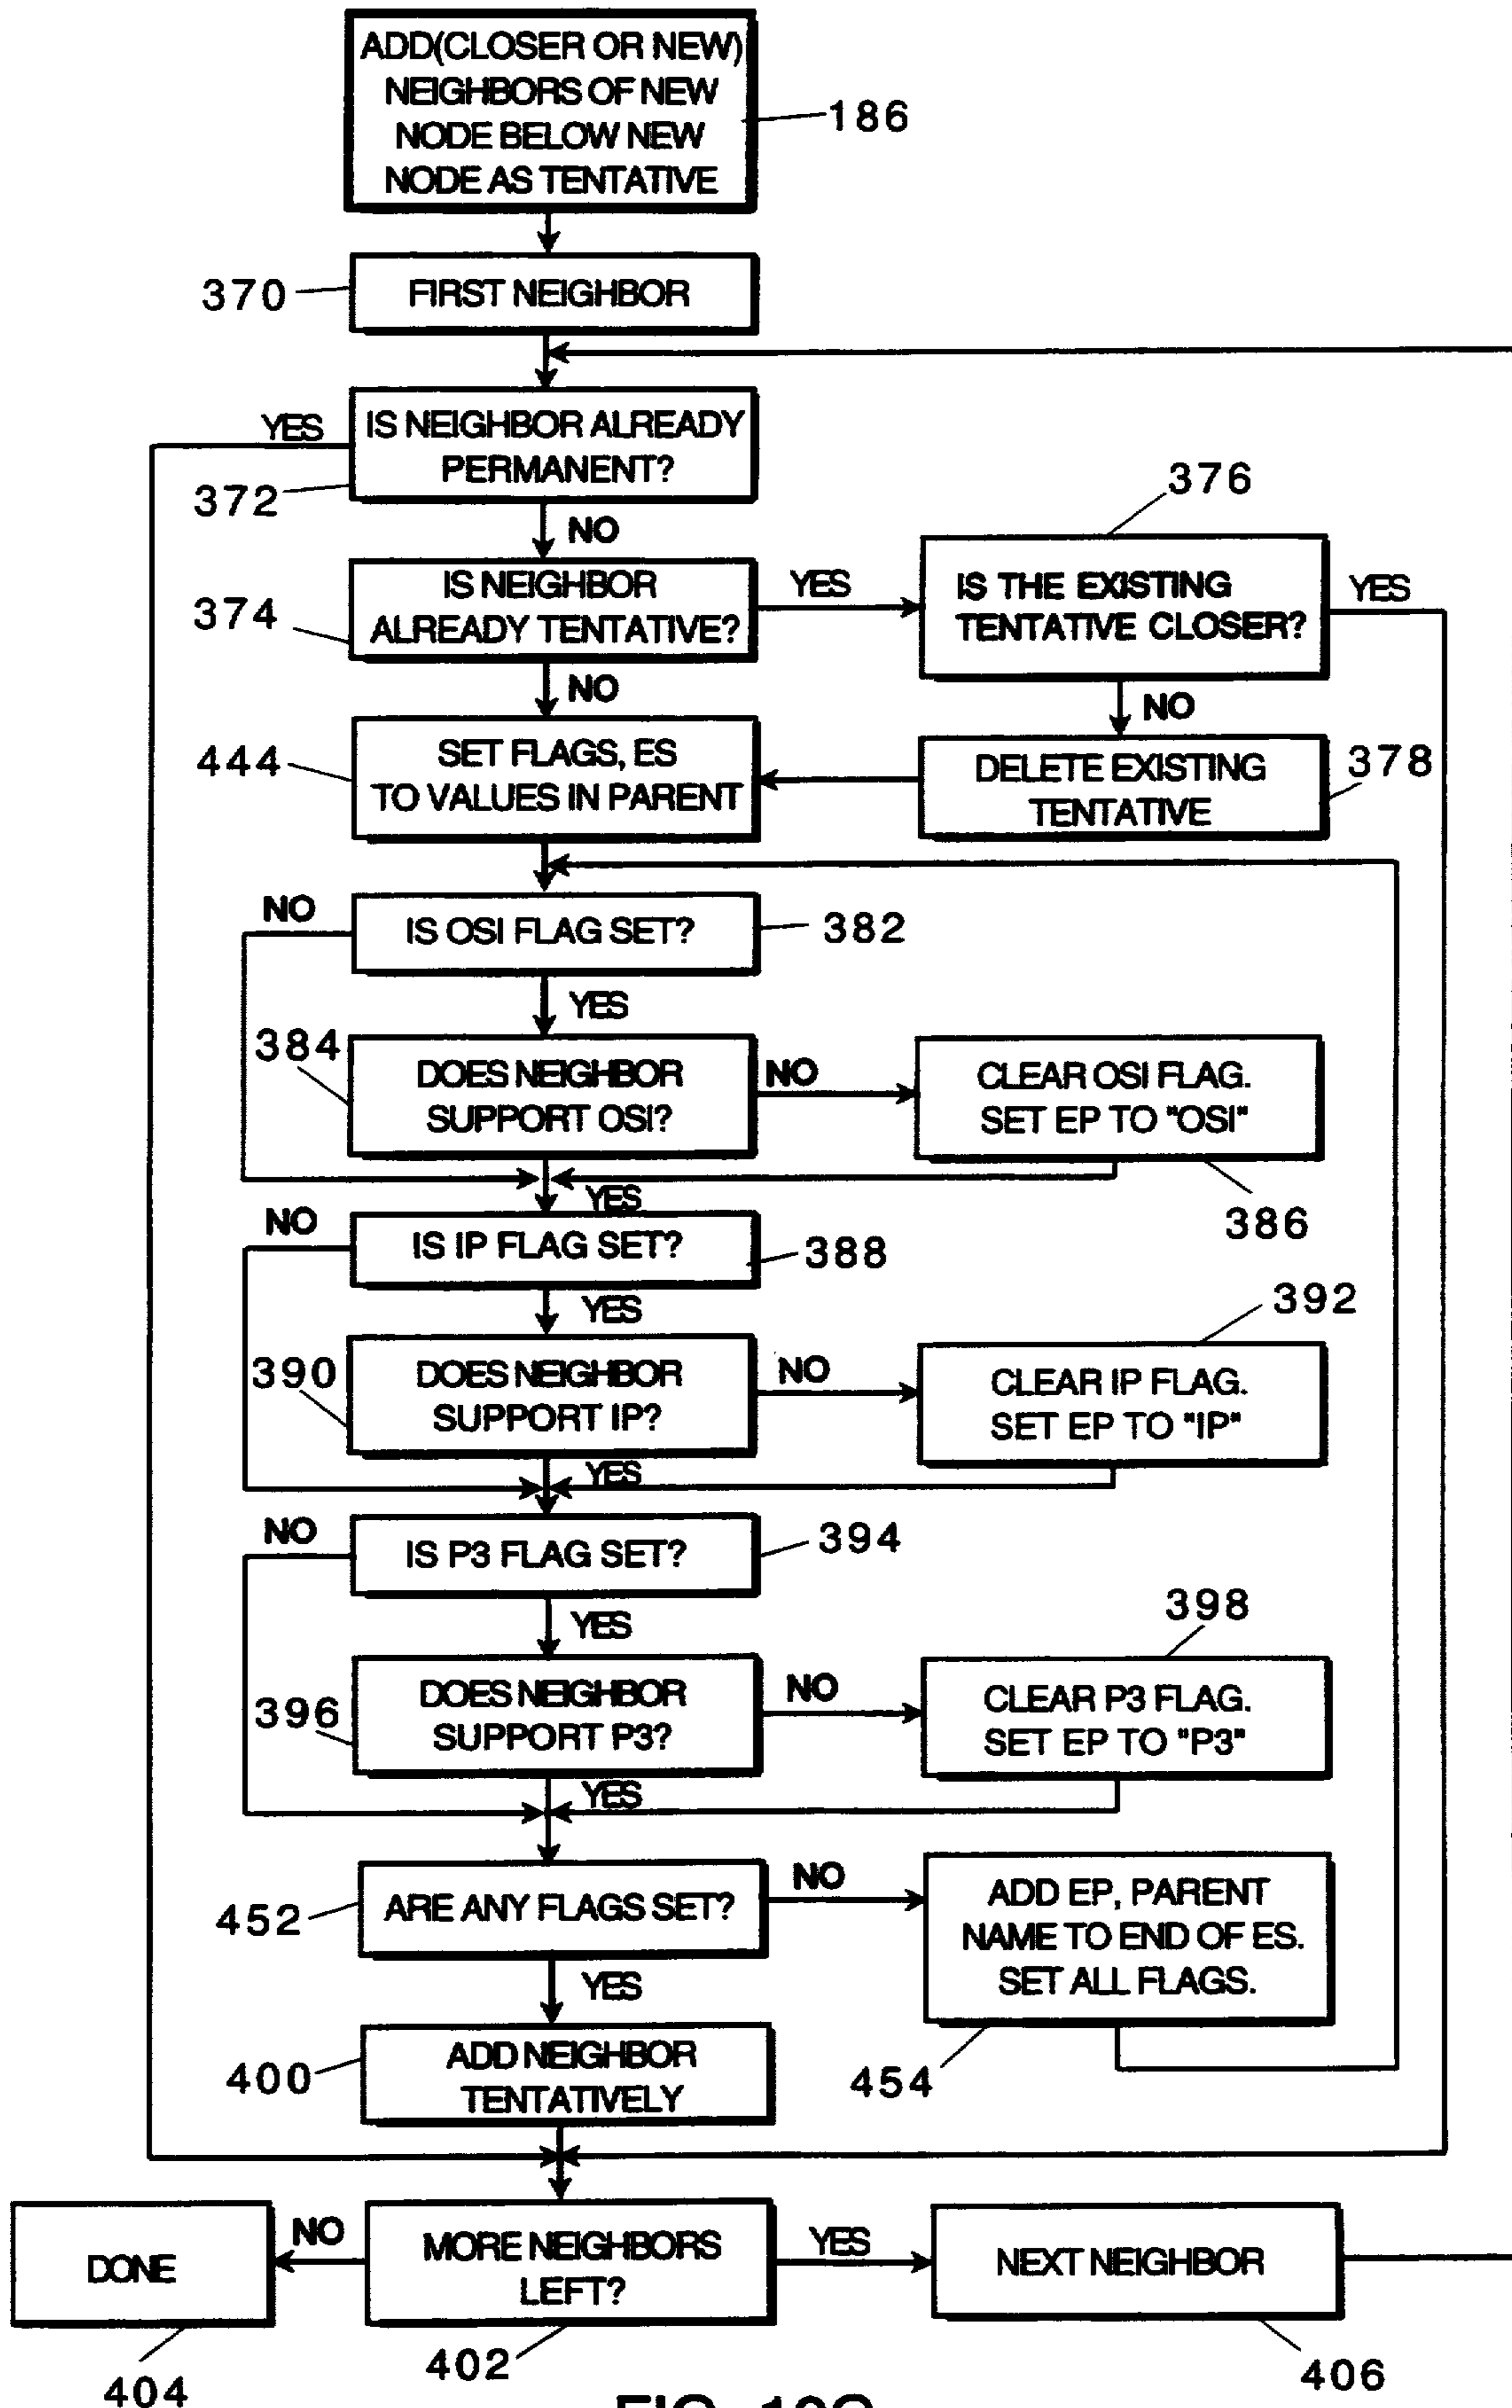 ADD(CLOSER OR NEW)
NEIGHBORS OF NEW
NODE BELOW NEW
NODE AS TENTATIVE
186
370
FIRST NEIGHBOR
YES
IS NEIGHBOR ALREADY
PERMANENT?
372
NO
376
IS NEIGHBOR
ALREADY TENTATIVE?
374
YES
IS THE EXISTING
TENTATIVE CLOSER?
YES
NO
NO
444
SET FLAGS, ES
TO VALUES IN PARENT
DELETE EXISTING
TENTATIVE
378
NO
IS OSI FLAG SET?
382
YES
384
DOES NEIGHBOR
SUPPORT OSI?
NO
CLEAR OSI FLAG.
SET EP TO "OSI"
386
YES
NO
IS IP FLAG SET?
388
YES
392
390
DOES NEIGHBOR
SUPPORT IP?
NO
CLEAR IP FLAG.
SET EP TO "IP"
YES
NO
IS P3 FLAG SET?
394
YES
398
396
DOES NEIGHBOR
SUPPORT P3?
NO
CLEAR P3 FLAG.
SET EP TO "P3"
YES
452
ARE ANY FLAGS SET?
NO
ADD EP, PARENT
NAME TO END OF ES.
SET ALL FLAGS.
454
YES
400
ADD NEIGHBOR
TENTATIVELY
DONE
404
NO
MORE NEIGHBORS
LEFT?
402
YES
NEXT NEIGHBOR
406
FIG.